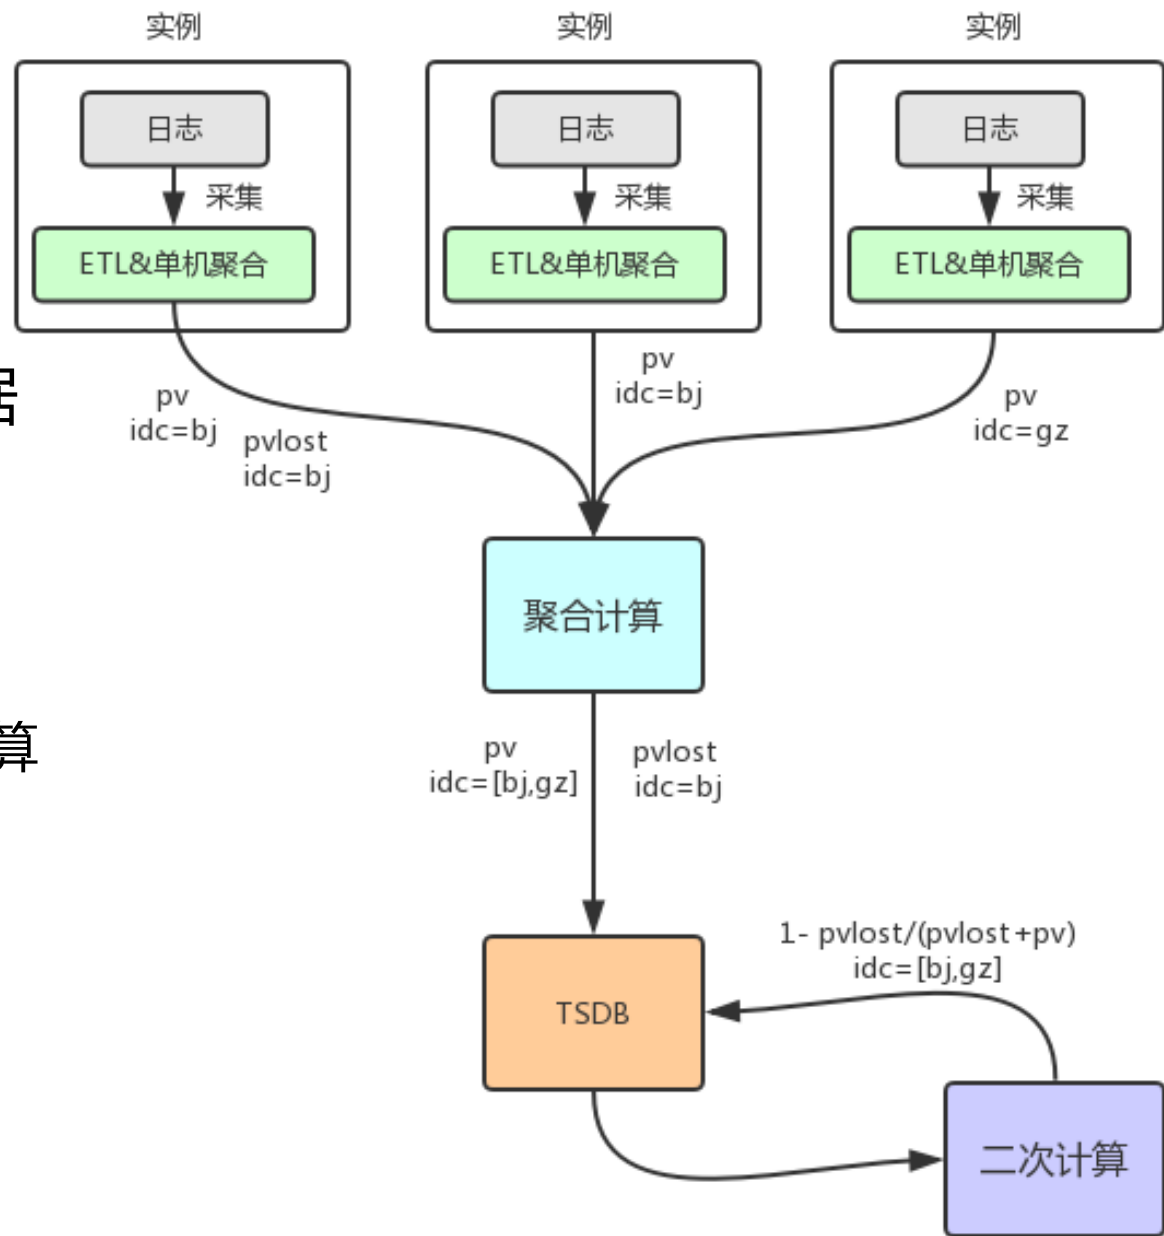 实例
实例
实例
日志
日志
日志
采集
采集
采集
ETL&单机聚合
ETL&单机聚合
ETL&单机聚合
pv
idc=bj
pvlost
idc=bj
pv
idc=bj
pv
idc=gz
聚合计算
算
pv
idc=[bj,gz]
pvlost
idc=bj
1- pvlost/(pvlost+pv)
idc=[bj,gz]
TSDB
二次计算